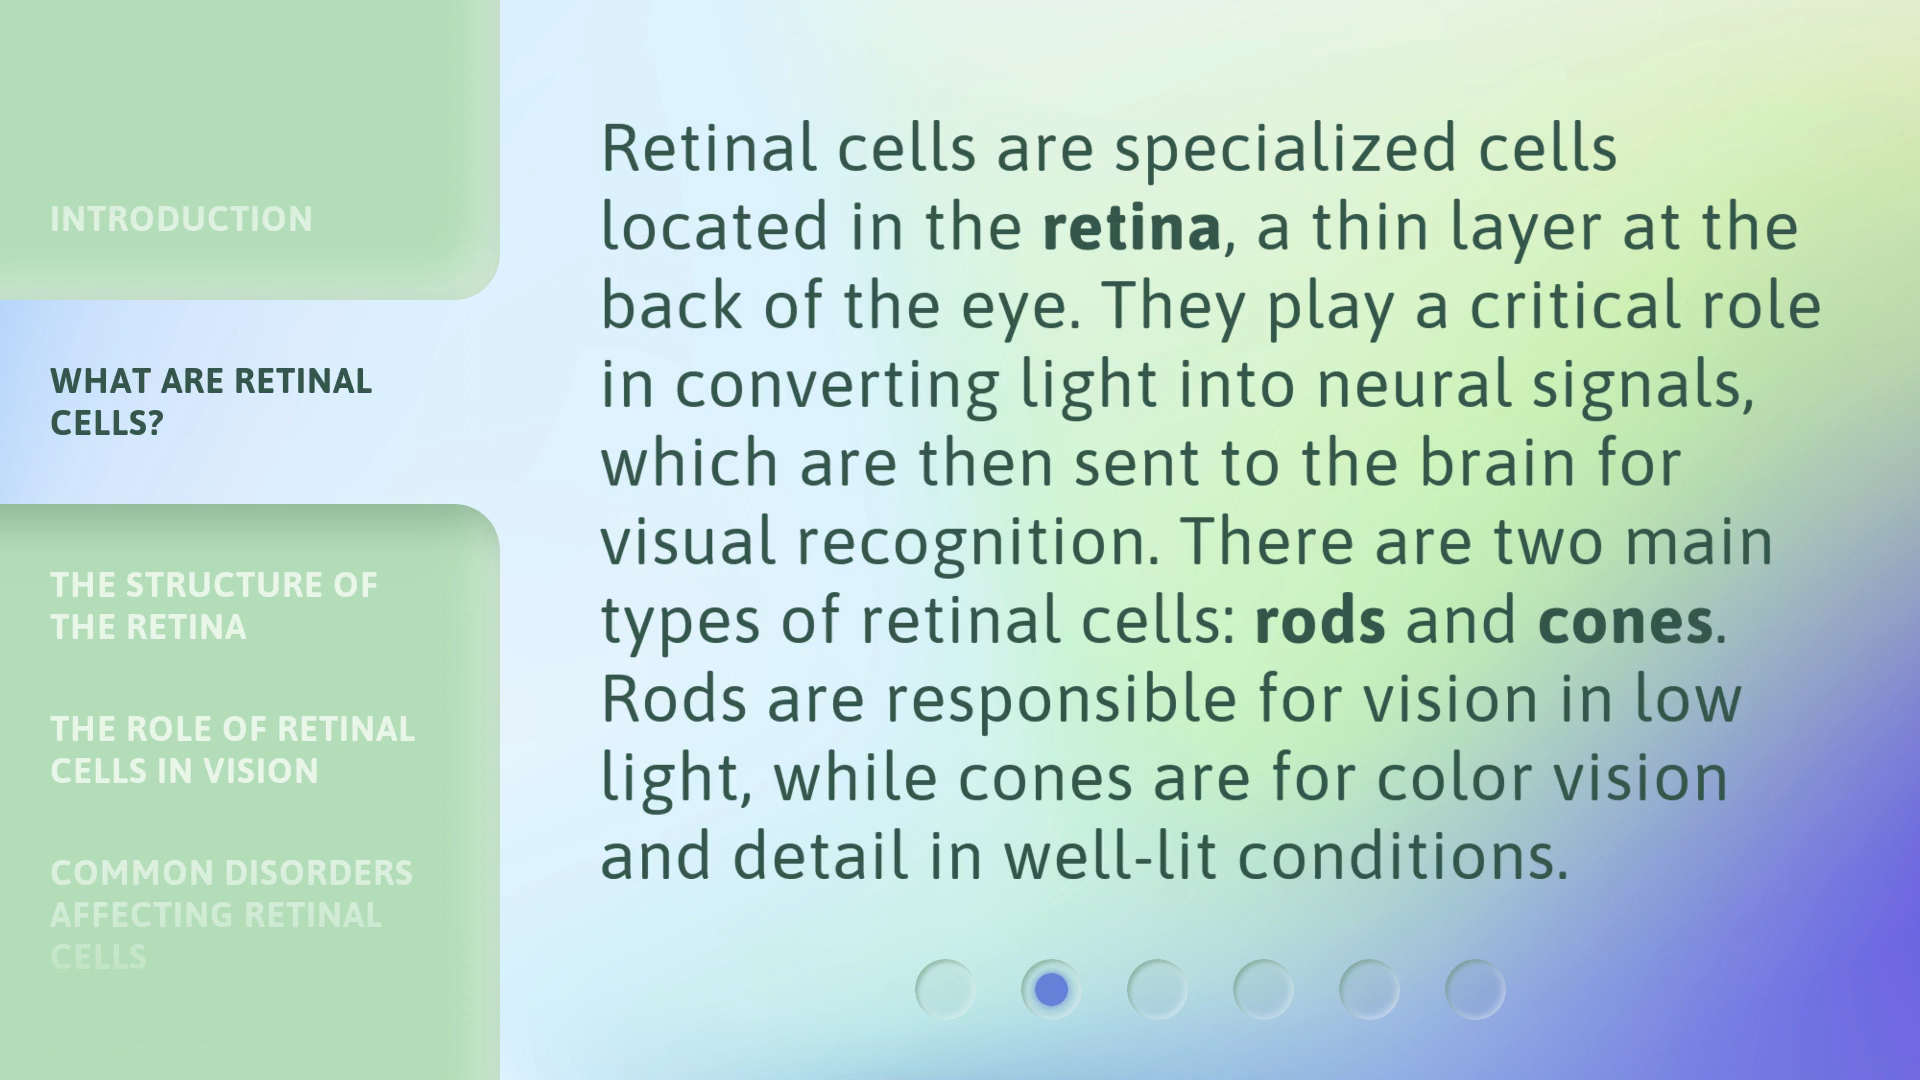 INTRODUCTION
WHAT ARE RETINAL
CELLS?
THE STRUCTURE OF
THE RETINA
THE ROLE OF RETINAL
CELLS IN VISION
COMMON DISORDERS
AFFECTING RETINAL
CELLS
Retinal cells are specialized cells
located in the retina, a thin layer at the
back of the eye. They play a critical role
in converting light into neural signals,
which are then sent to the brain for
visual recognition. There are two main
types of retinal cells: rods and cones.
Rods are responsible for vision in low
light, while cones are for color vision
and detail in well-lit conditions.